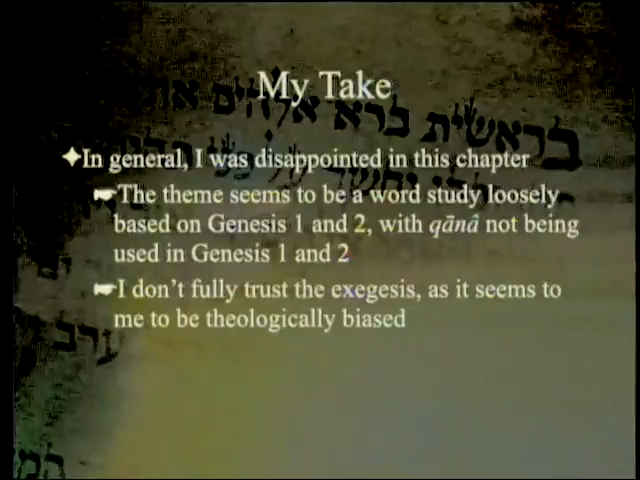 My Take
בראשית ברא אלהים את
In general, I was disappointed in this chapter
The theme seems to be a word study loosely
based on Genesis 1 and 2, with qānâ not being
used in Genesis 1 and 2
I don't fully trust the exegesis, as it seems to
me to be theologically biased
ערב